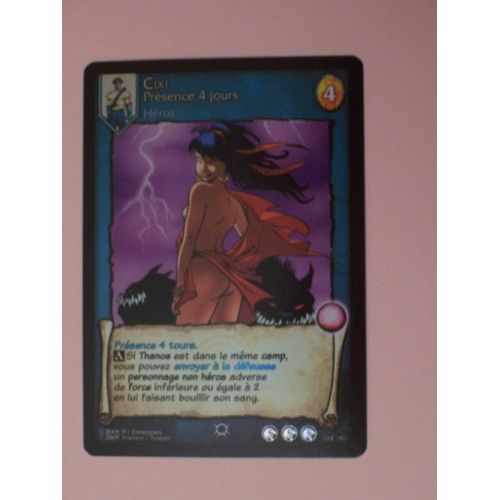 Cixi
Présence 4 jours
4
Héros
Présence 4 tours.
A Si Thanos est dans le même camp,
vous pouvez envoyer à la défausse
un personnage non héros adverse
de force inférieure ou égale à 2
en lui faisant bouillir son sang.